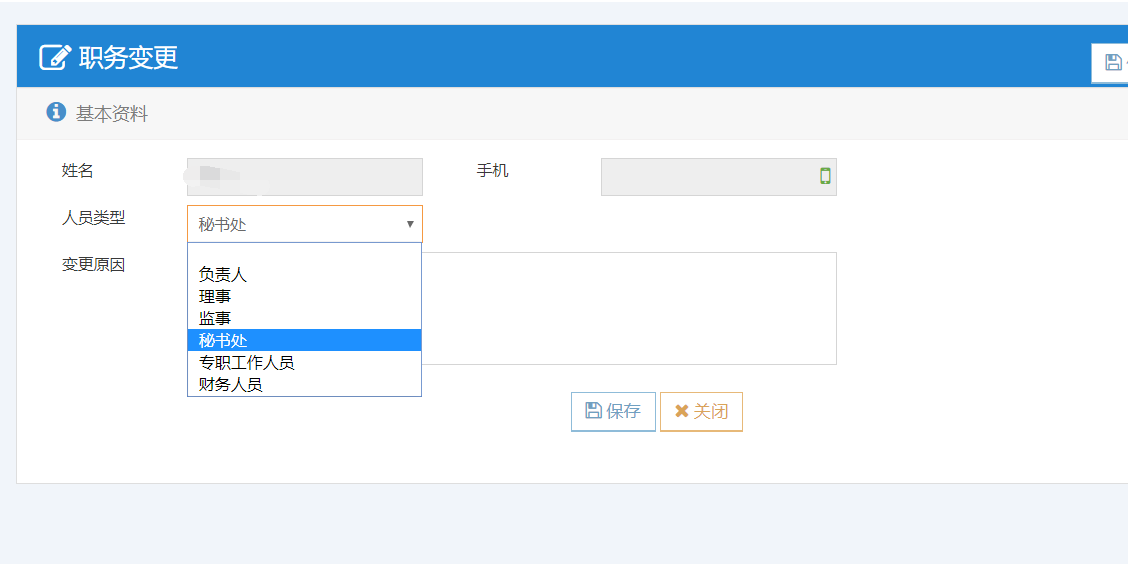 职务变更
基本资料
姓名
手机
人员类型
秘书处
变更原因
负责人
理事
监事
秘书处
专职工作人员
财务人员
保存
关闭